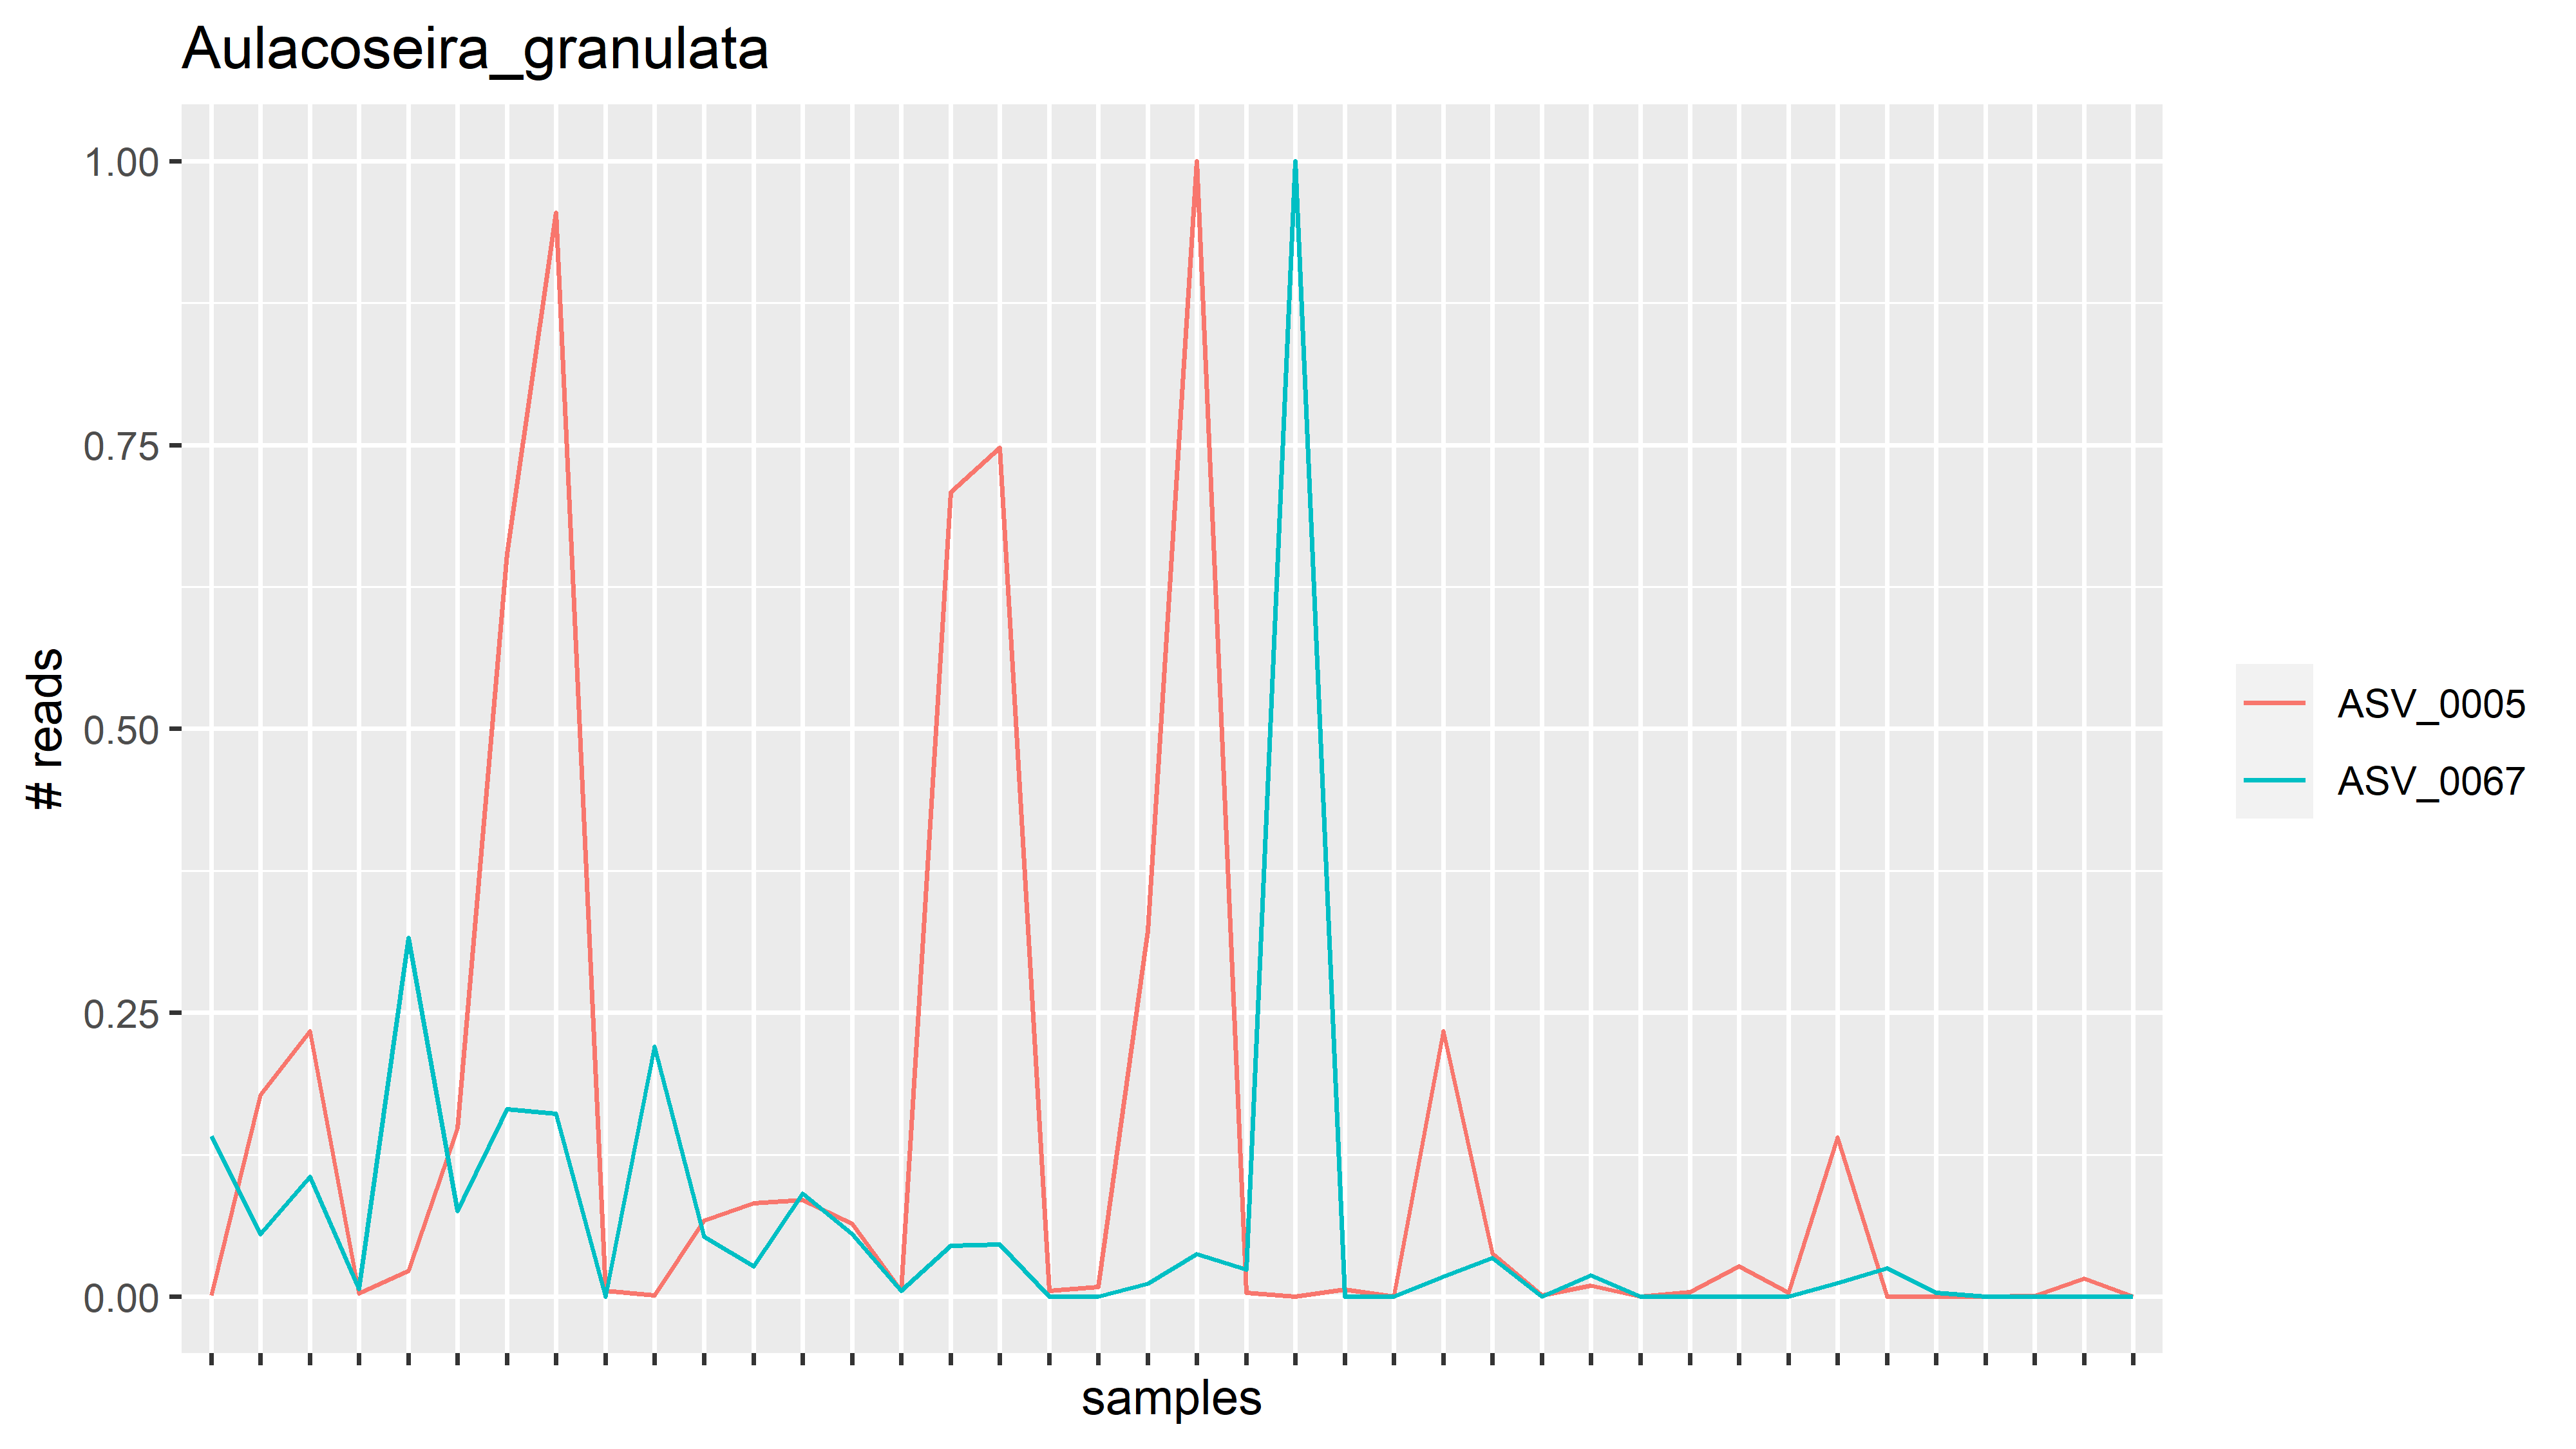 Aulacoseira_granulata
1.00
0.75
0.50
0.25
0.00
# reads
samples
ASV_0005
ASV_0067